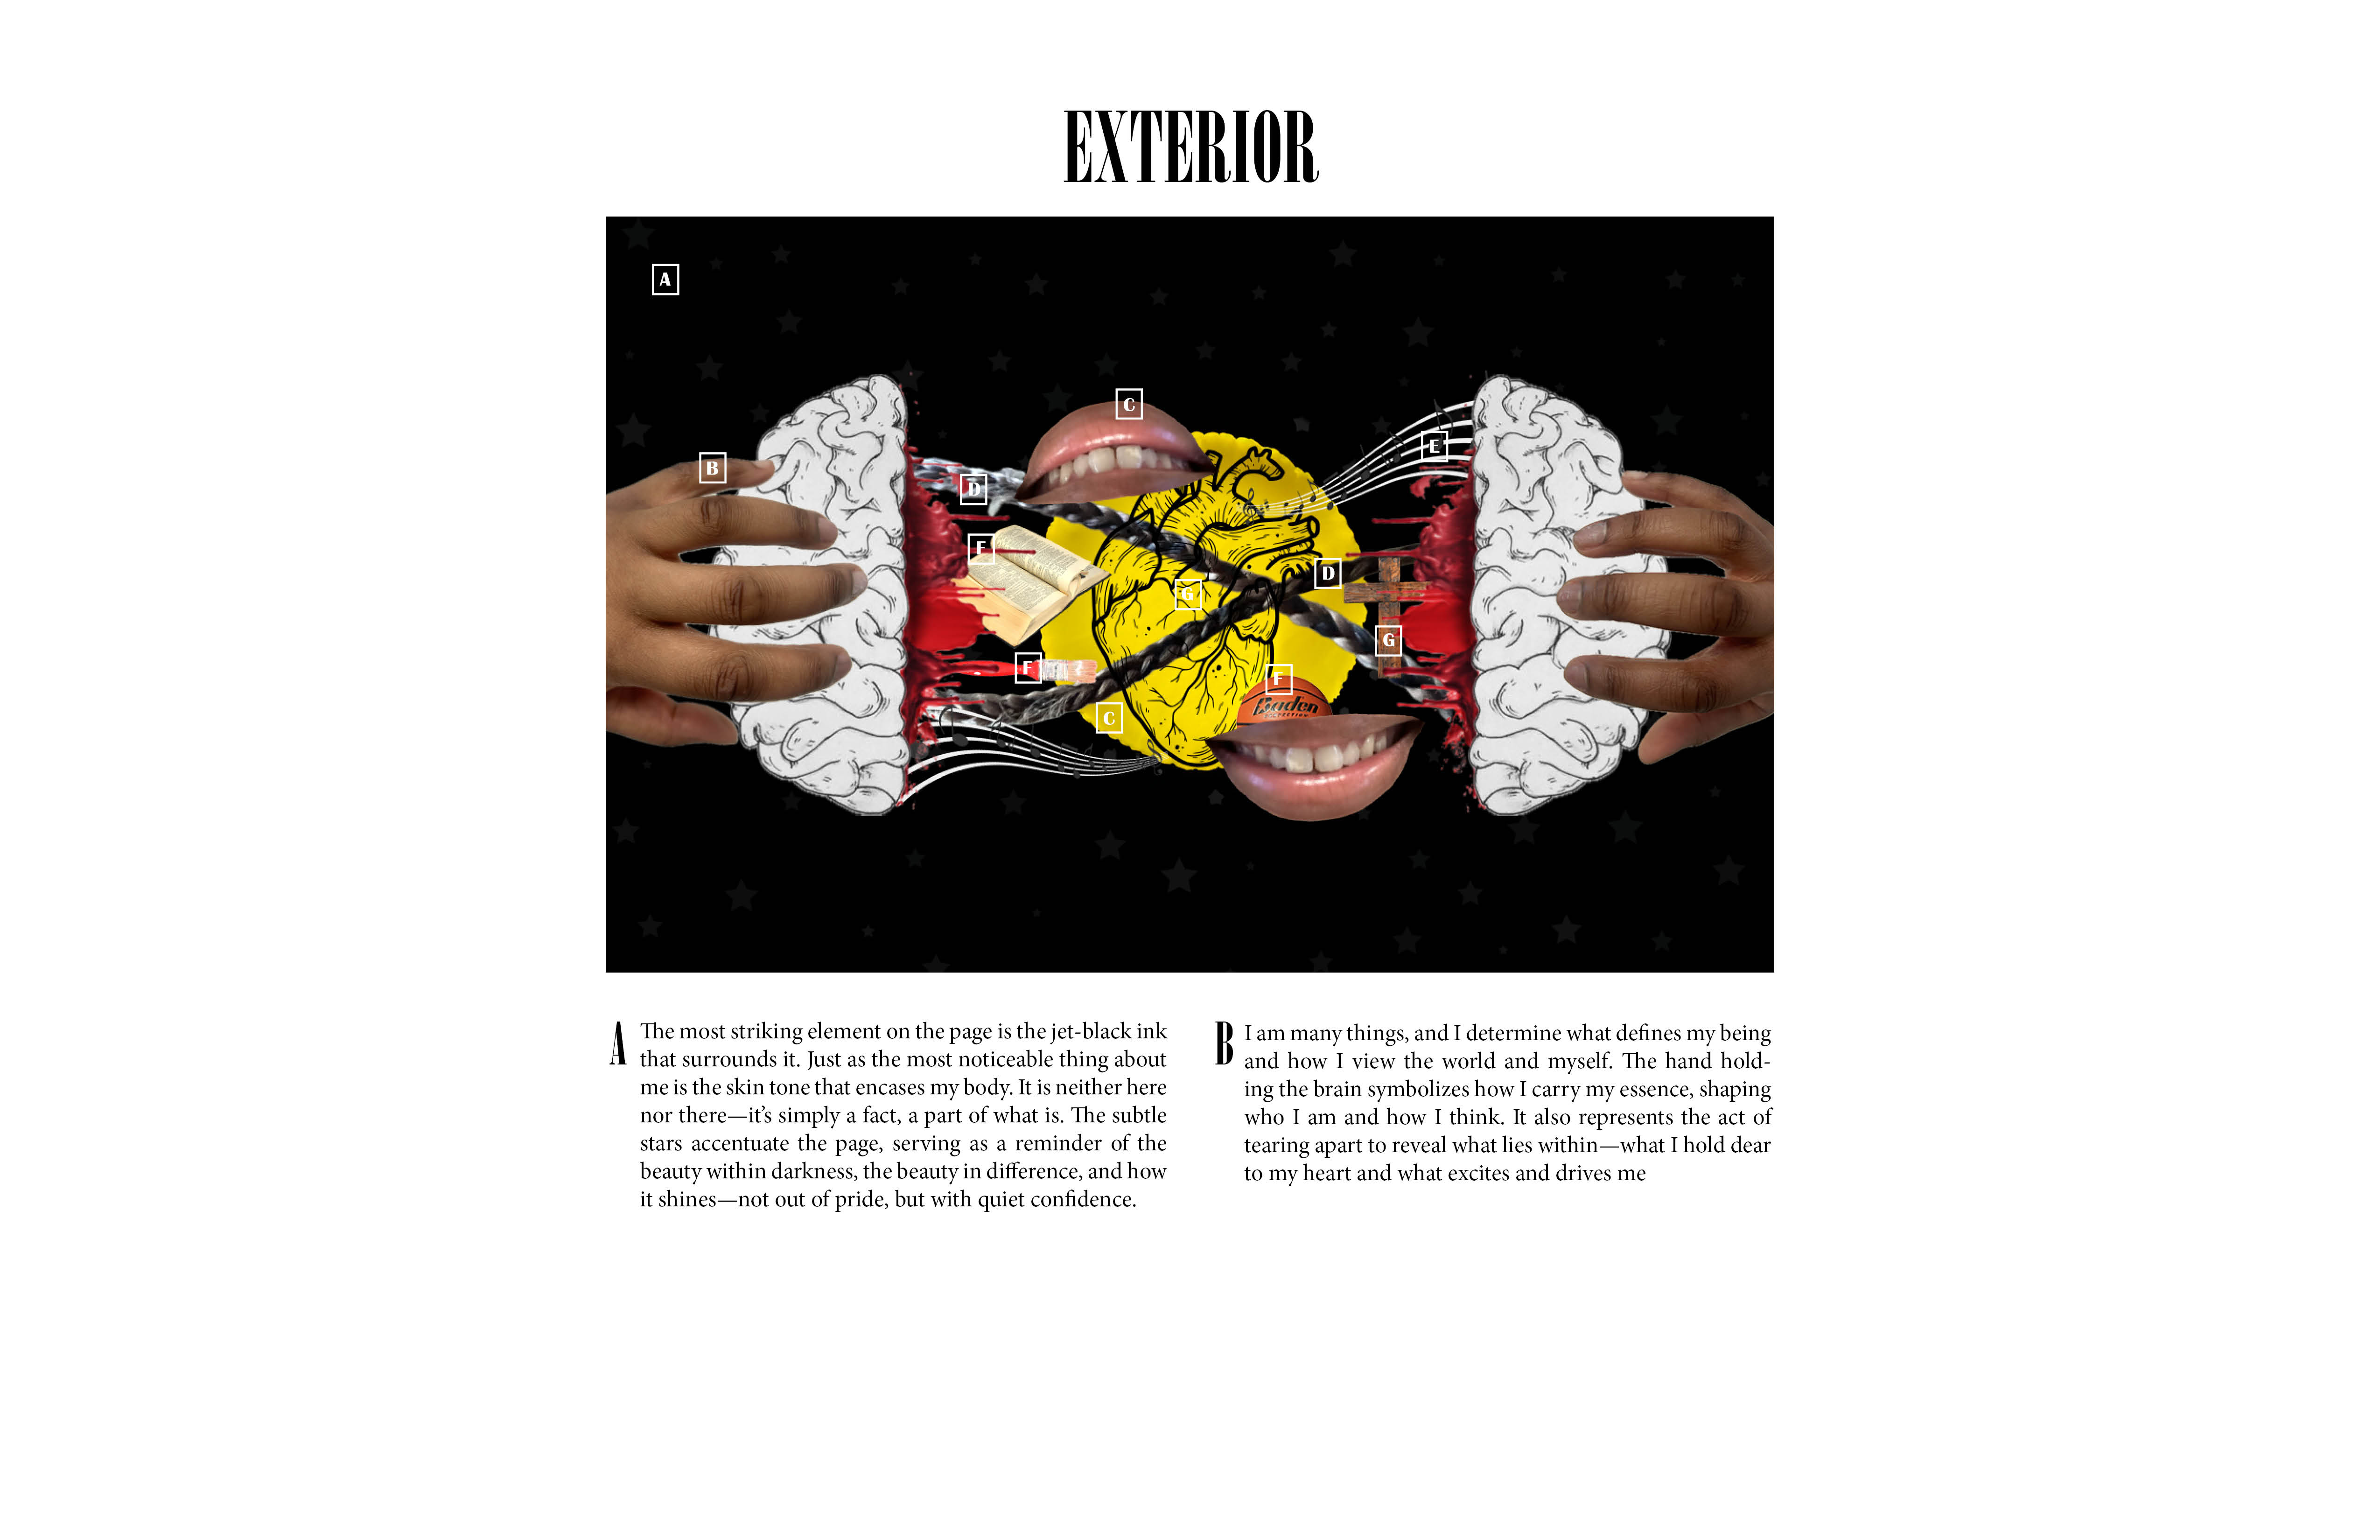 EXTERIOR
A
C
E
B
D
F
D
G
G
F
F
C
Baden
A
The most striking element on the page is the jet-black ink
that surrounds it. Just as the most noticeable thing about
me is the skin tone that encases my body. It is neither here
nor there—it’s simply a fact, a part of what is. The subtle
stars accentuate the page, serving as a reminder of the
beauty within darkness, the beauty in difference, and how
it shines—not out of pride, but with quiet confidence.
B
I am many things, and I determine what defines my being
and how I view the world and myself. The hand hold-
ing the brain symbolizes how I carry my essence, shaping
who I am and how I think. It also represents the act of
tearing apart to reveal what lies within—what I hold dear
to my heart and what excites and drives me